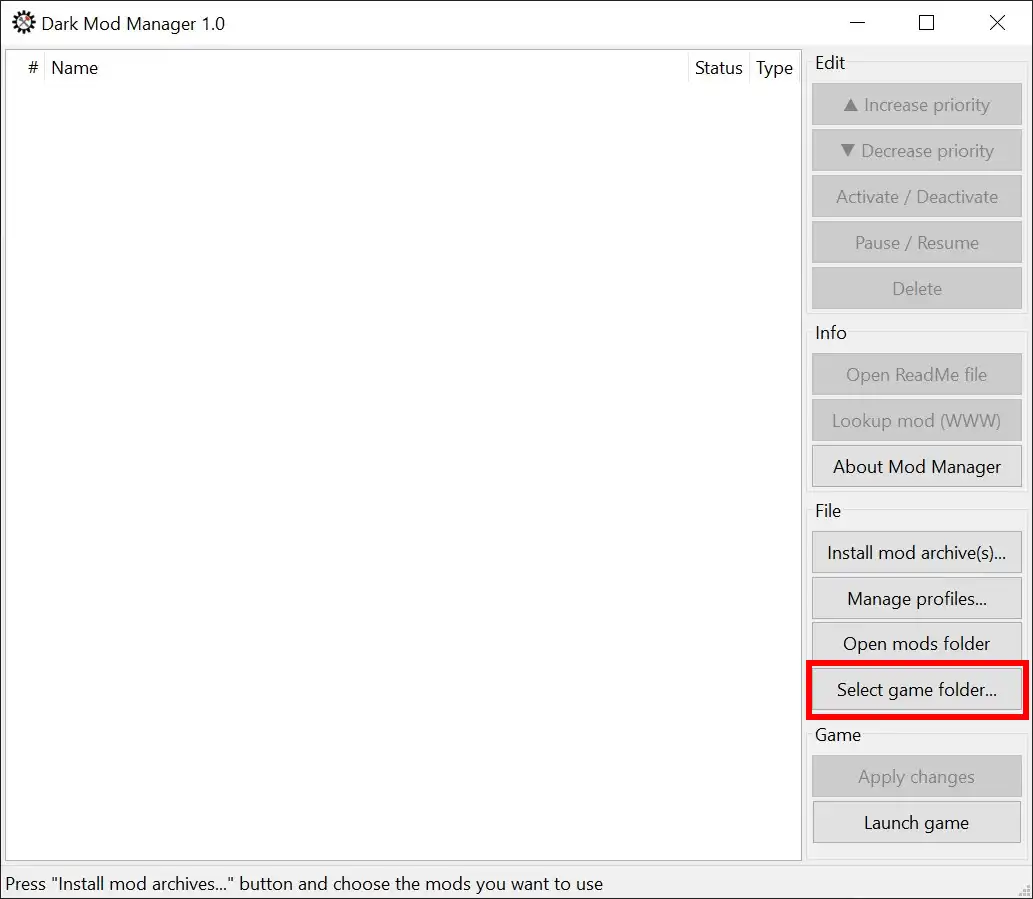 Dark Mod Manager 1.0
# Name Status Type
Edit
▲ Increase priority
▼ Decrease priority
Activate / Deactivate
Pause / Resume
Delete
Info
Open ReadMe file
Lookup mod (WWW)
About Mod Manager
File
Install mod archive(s)...
Manage profiles...
Open mods folder
Select game folder...
Game
Apply changes
Launch game
Press "Install mod archives..." button and choose the mods you want to use